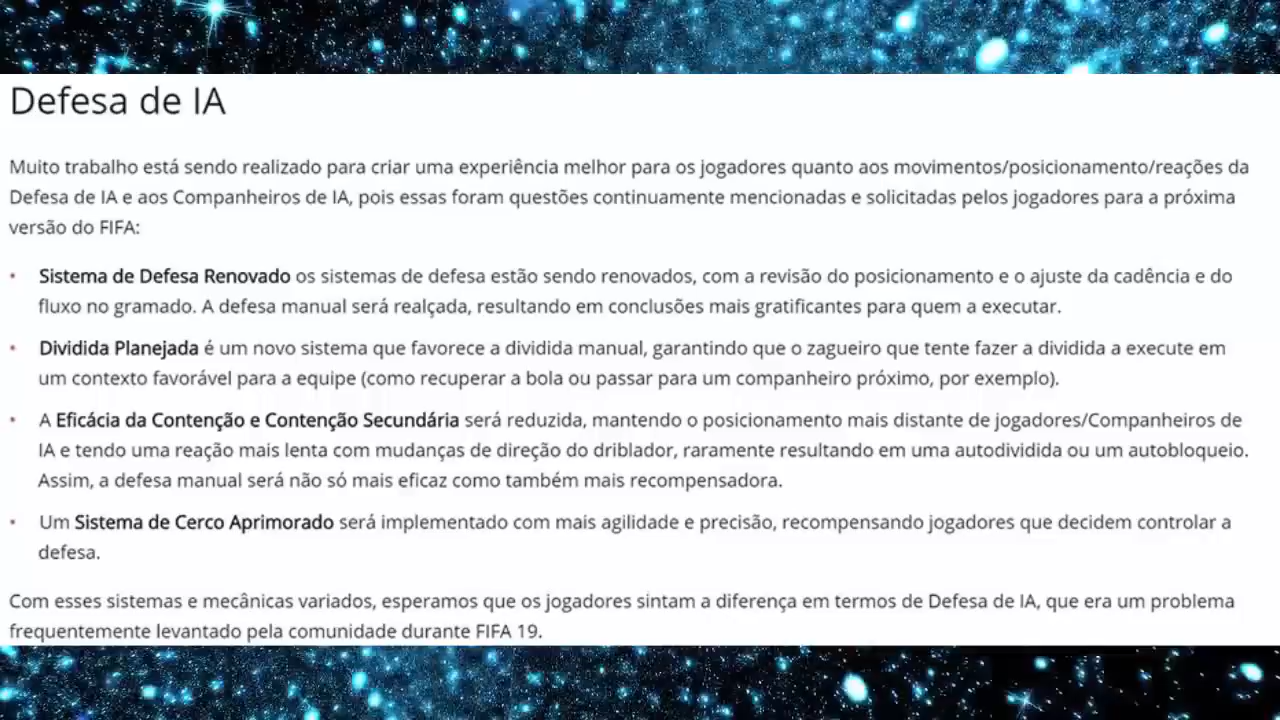 Defesa de IA
Muito trabalho está sendo realizado para criar uma experiência melhor para os jogadores quanto aos movimentos/posicionamento/reações da
Defesa de IA e aos Companheiros de IA, pois essas foram questões continuamente mencionadas e solicitadas pelos jogadores para a próxima
versão do FIFA:
• Sistema de Defesa Renovado os sistemas de defesa estão sendo renovados, com a revisão do posicionamento e o ajuste da cadência e do
fluxo no gramado. A defesa manual será realçada, resultando em conclusões mais gratificantes para quem a executar.
• Dividida Planejada é um novo sistema que favorece a dividida manual, garantindo que o zagueiro que tente fazer a dividida a execute em
um contexto favorável para a equipe (como recuperar a bola ou passar para um companheiro próximo, por exemplo).
• A Eficácia da Contenção e Contenção Secundária será reduzida, mantendo o posicionamento mais distante de jogadores/Companheiros de
IA e tendo uma reação mais lenta com mudanças de direção do driblador, raramente resultando em uma autodividida ou um autobloqueio.
Assim, a defesa manual será não só mais eficaz como também mais recompensadora.
• Um Sistema de Cerco Aprimorado será implementado com mais agilidade e precisão, recompensando jogadores que decidem controlar a
defesa.
Com esses sistemas e mecânicas variados, esperamos que os jogadores sintam a diferença em termos de Defesa de IA, que era um problema
frequentemente levantado pela comunidade durante FIFA 19.